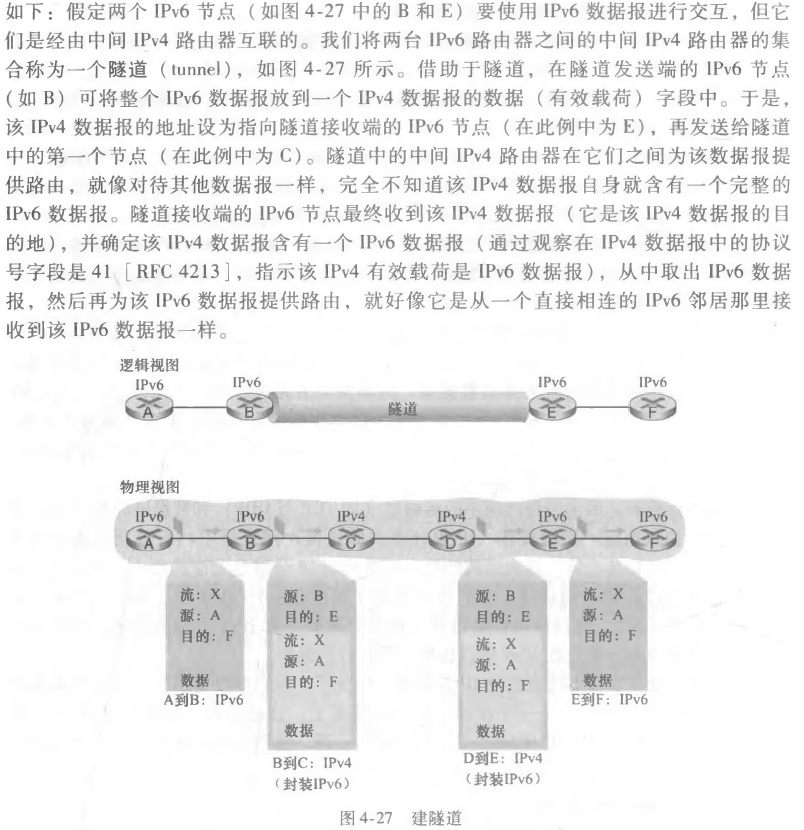 如下：假定两个 IPv6 节点（如图 4-27 中的 B 和 E）要使用 IPv6 数据报进行交互，但它
们是经由中间 IPv4 路由器互联的。我们将两台 IPv6 路由器之间的中间 IPv4 路由器的集
合称为一个隧道（tunnel），如图 4-27 所示。借助于隧道，在隧道发送端的 IPv6 节点
（如 B）可将整个 IPv6 数据报放到一个 IPv4 数据报的数据（有效载荷）字段中。于是，
该 IPv4 数据报的地址设为指向隧道接收端的 IPv6 节点（在此例中为 E），再发送给隧道
中的第一个节点（在此例中为 C）。隧道中的中间 IPv4 路由器在它们之间为该数据报提
供路由，就像对待其他数据报一样，完全不知道该 IPv4 数据报自身就含有一个完整的
IPv6 数据报。隧道接收端的 IPv6 节点最终收到该 IPv4 数据报（它是该 IPv4 数据报的目
的地），并确定该 IPv4 数据报含有一个 IPv6 数据报（通过观察在 IPv4 数据报中的协议
号字段是 41［RFC 4213］，指示该 IPv4 有效载荷是 IPv6 数据报），从中取出 IPv6 数据
报，然后再为该 IPv6 数据报提供路由，就好像它是从一个直接相连的 IPv6 邻居那里接
收到该 IPv6 数据报一样。
逻辑视图
IPv6 IPv6 IPv6 IPv6
A B 隧道 E F
物理视图
IPv6 IPv6 IPv4 IPv4 IPv6 IPv6
A B C D E F
流：X
源：A
目的：F
数据
A到B：IPv6
源：B
目的：E
流：X
源：A
目的：F
数据
B到C：IPv4
（封装IPv6）
源：B
目的：E
流：X
源：A
目的：F
数据
D到E：IPv4
（封装IPv6）
流：X
源：A
目的：F
数据
E到F：IPv6
图 4-27 建隧道